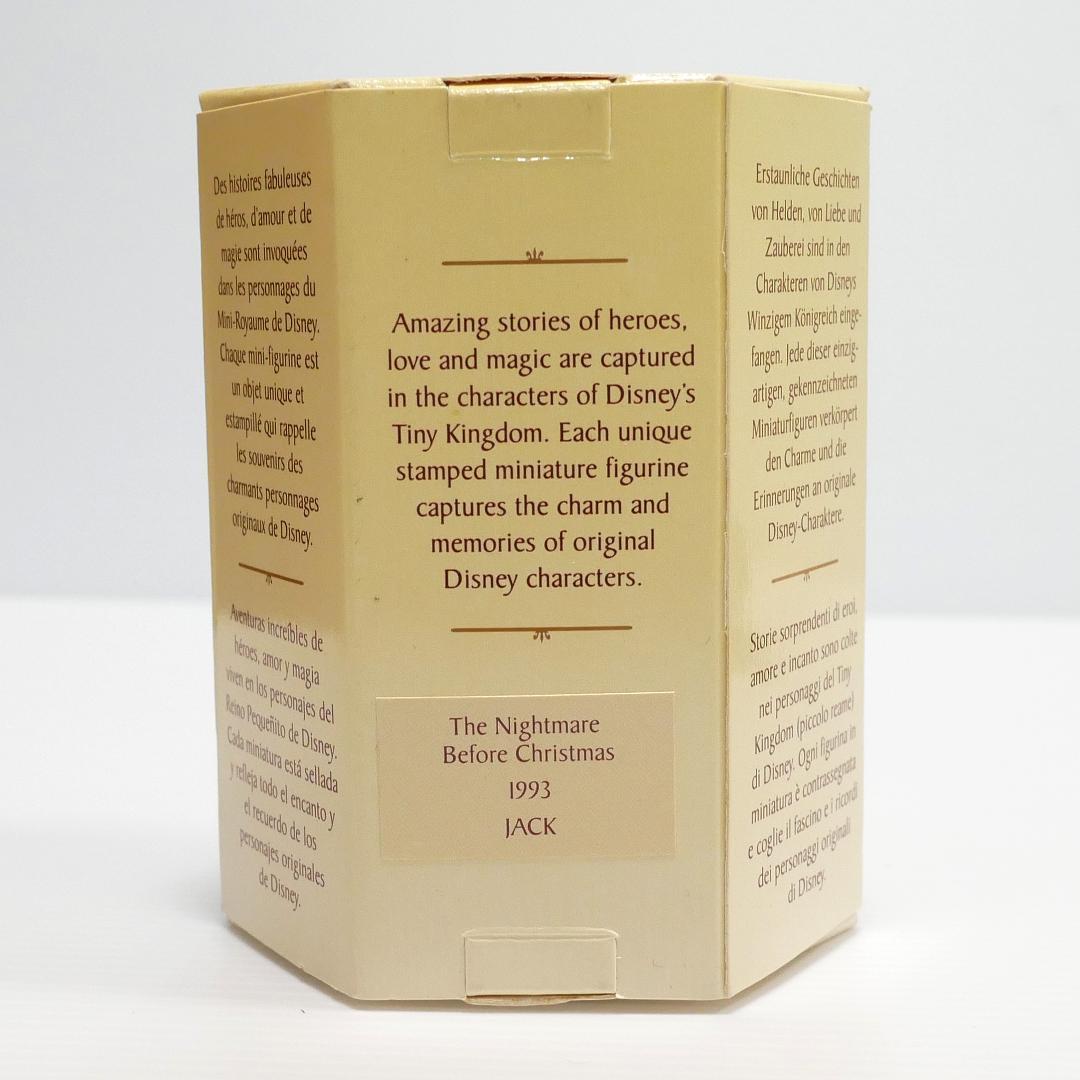 Des histoires fabuleuses
de héros, d'amour et de
magie sont invoquées
dans les personnages du
Mini-Royaume de Disney.
Chaque mini-figurine est
un objet unique et
estampillé qui rappelle
les souvenirs des
charmants personnages
originaux de Disney.
Aventuras increíbles de
héroes, amor y magia
viven en los personajes del
Reino Pequeñito de Disney.
Cada miniatura está sellada
y refleja todo el encanto y
el recuerdo de los
personajes originales
de Disney.
Amazing stories of heroes,
love and magic are captured
in the characters of Disney's
Tiny Kingdom. Each unique
stamped miniature figurine
captures the charm and
memories of original
Disney characters.
The Nightmare
Before Christmas
1993
JACK
Erstaunliche Geschichten
von Helden, von Liebe und
Zauberei sind in den
Charakteren von Disneys
Winzigem Königreich einge-
fangen. Jede dieser einzig-
artigen, gekennzeichneten
Miniaturfiguren verkörpert
den Charme und die
Erinnerungen an originale
Disney-Charaktere.
Storie sorprendenti di eroi,
amore e incanto sono colte
nei personaggi del Tiny
Kingdom (piccolo reame)
di Disney. Ogni figurina in
miniatura è contrassegnata
e coglie il fascino e i ricordi
dei personaggi originali
di Disney.